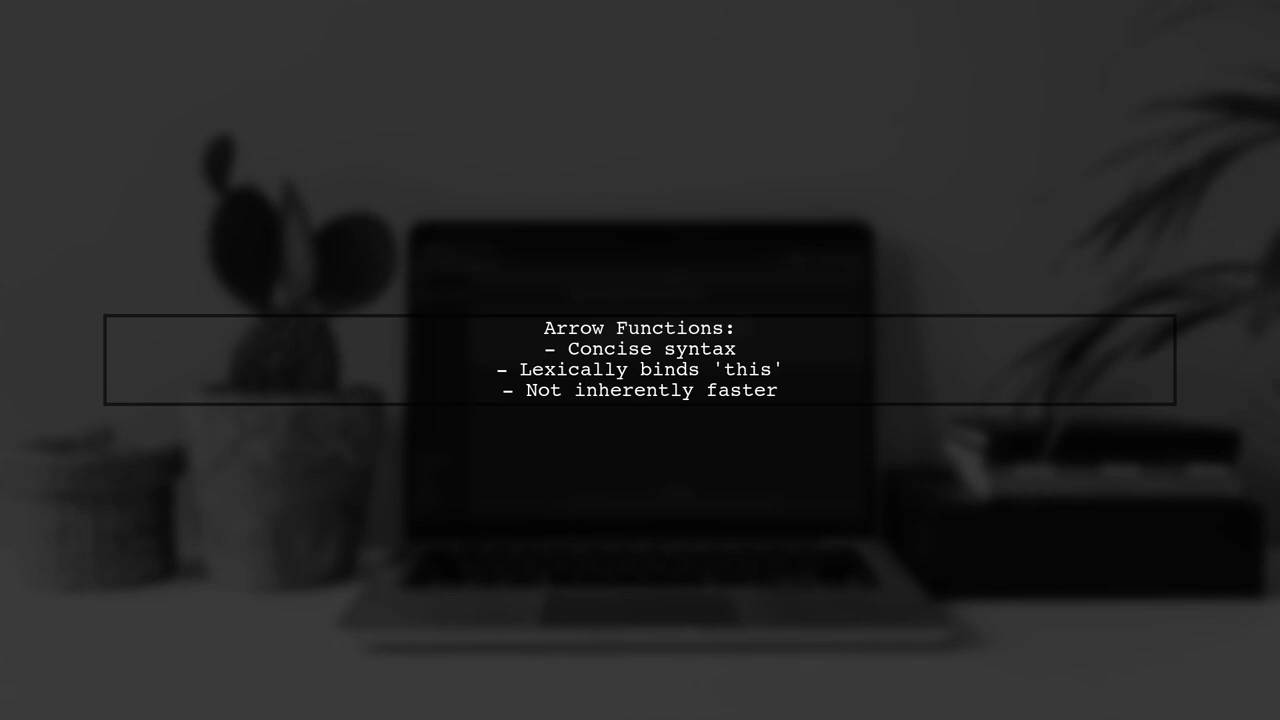 Arrow Functions:
- Concise syntax
- Lexically binds 'this'
- Not inherently faster